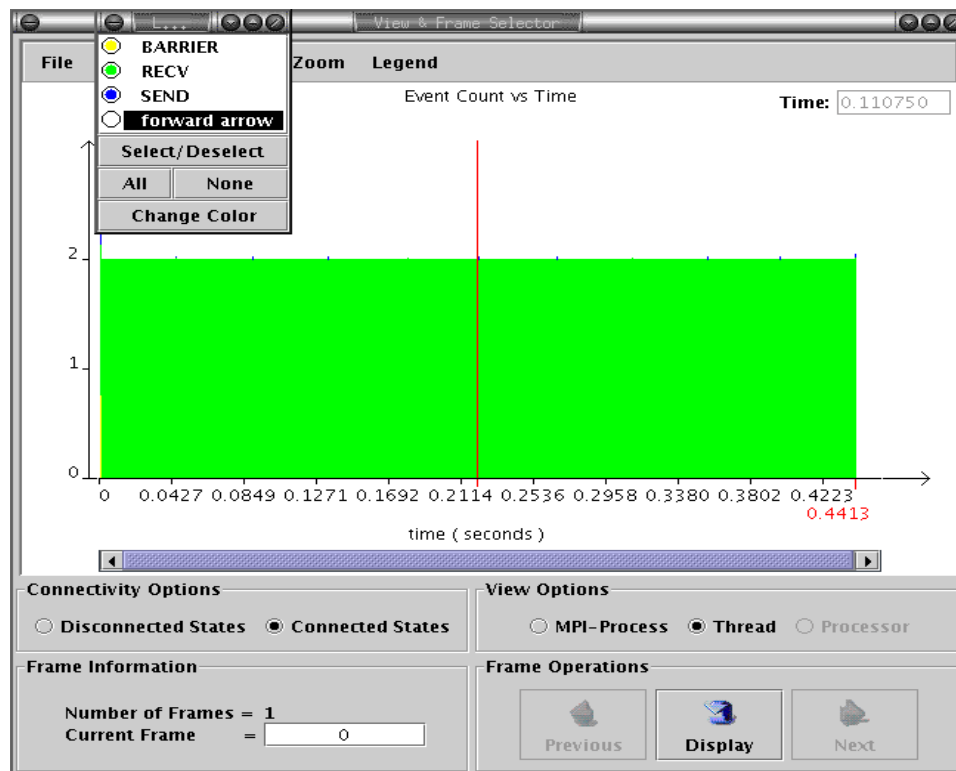 L...
View & Frame Selector
BARRIER
RECV
SEND
forward arrow
Select/Deselect
All None
Change Color
File Zoom Legend
Event Count vs Time
Time: 0.110750
2
1
0
0 0.0427 0.0849 0.1271 0.1692 0.2114 0.2536 0.2958 0.3380 0.3802 0.4223
0.4413
time ( seconds )
Connectivity Options
Disconnected States Connected States
View Options
MPI-Process Thread Processor
Frame Information
Number of Frames = 1
Current Frame = 0
Frame Operations
Previous Display Next